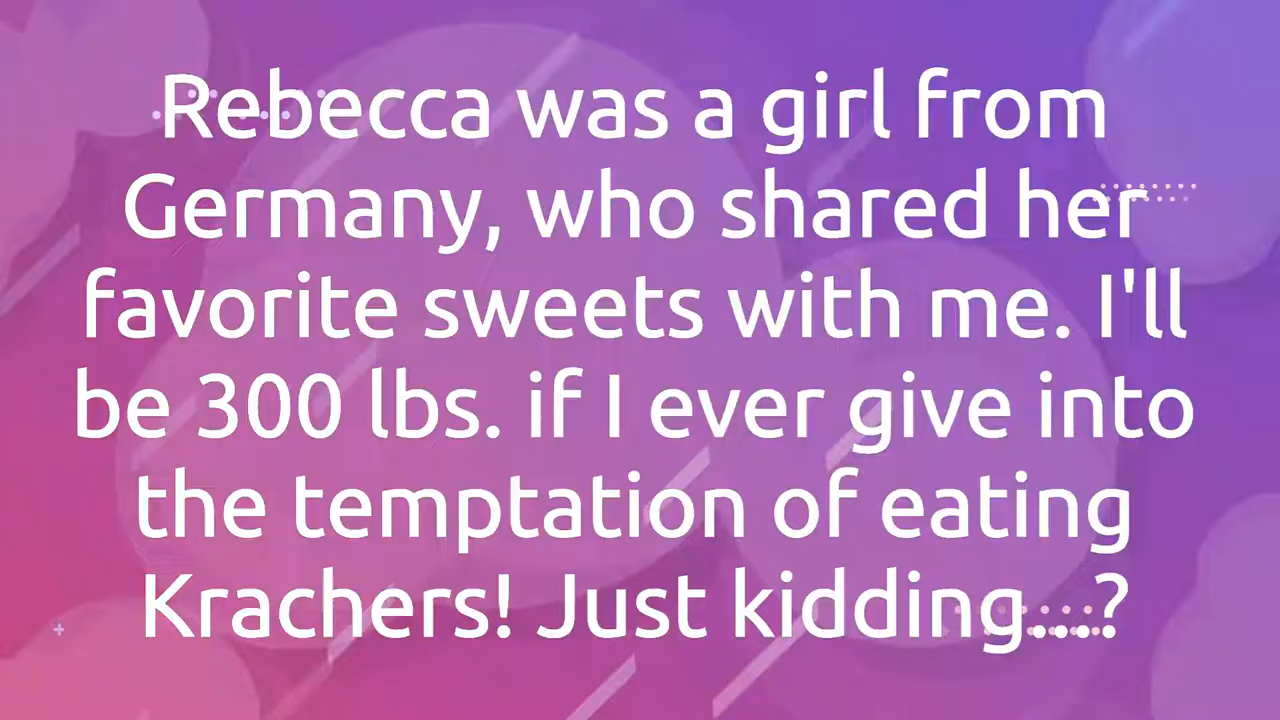 Rebecca was a girl from
Germany, who shared her
favorite sweets with me. I'll
be 300 lbs. if I ever give into
the temptation of eating
Krachers! Just kidding...?